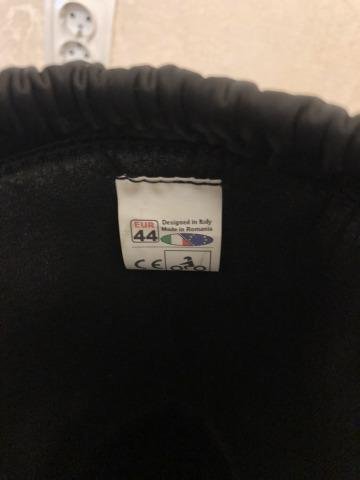 EUR
44
Designed in Italy
Made in Romania
CE